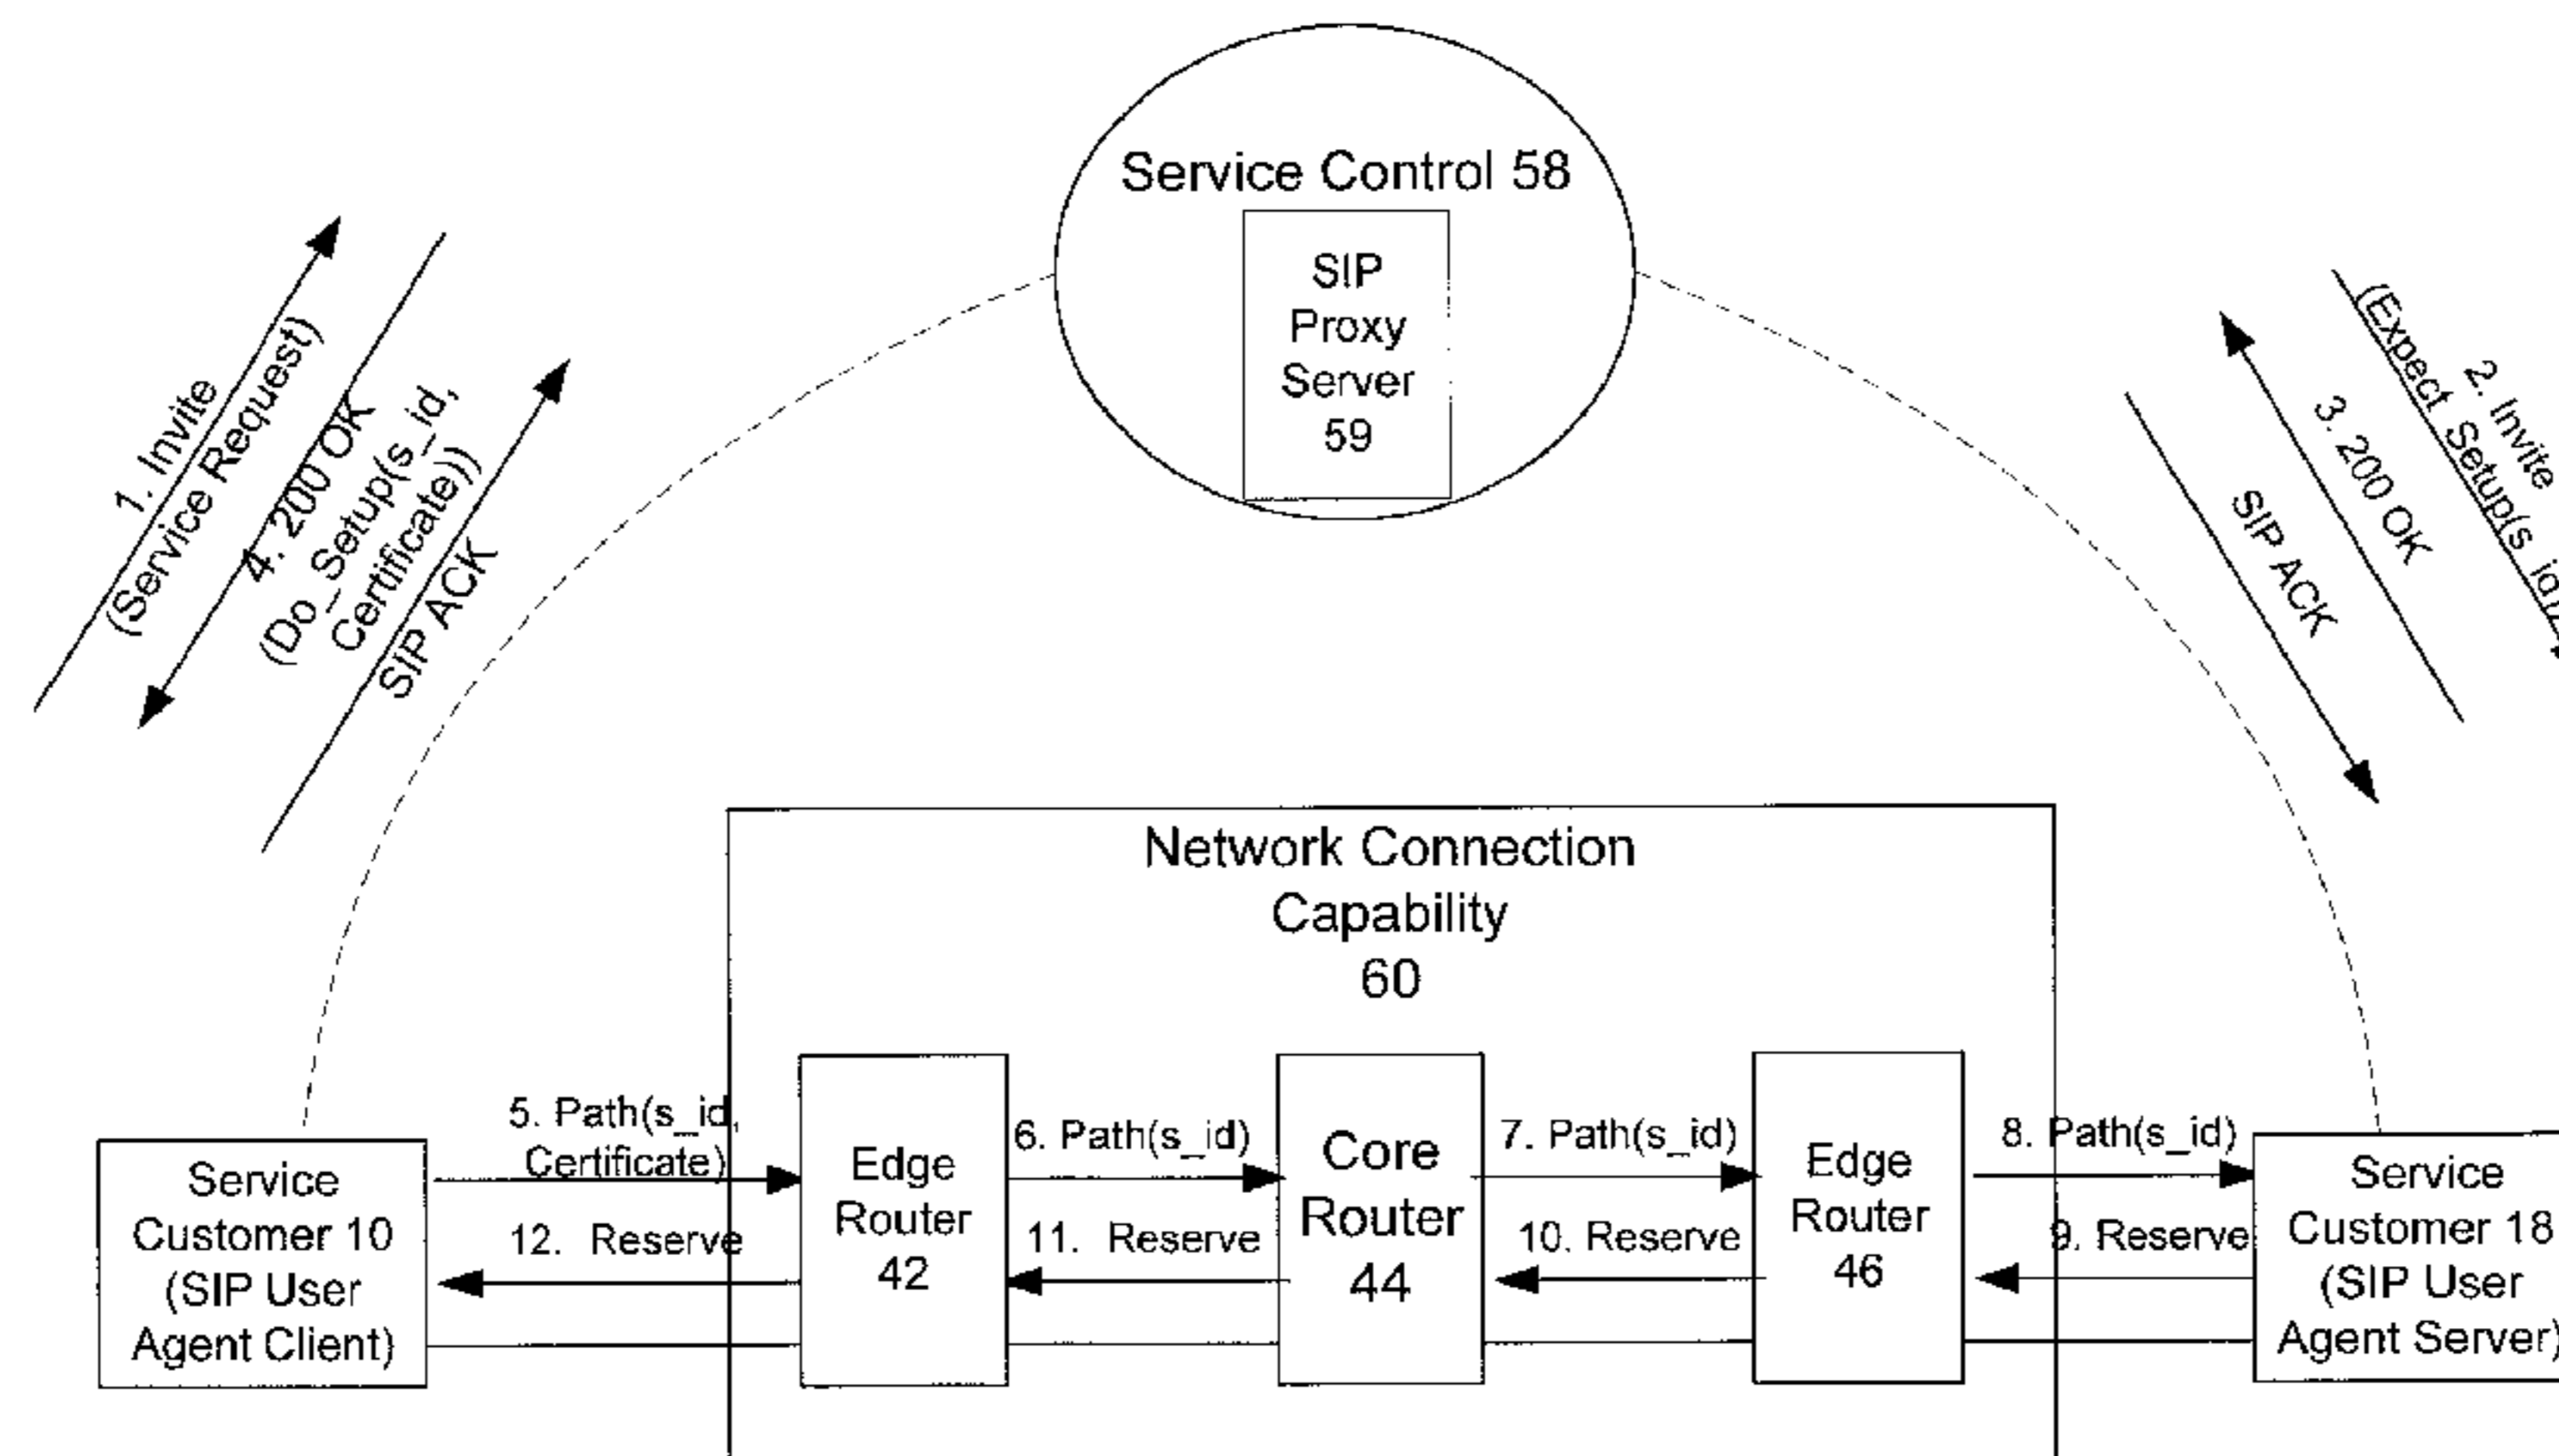 Service Control 58
SIP
Proxy
Server
59
1. Invite
(Service Request)
4. 200 OK
(Do_Setup(s_id,
Certificate))
SIP ACK
2. Invite
(Expect_Setup(s_id))
3. 200 OK
SIP ACK
Network Connection
Capability
60
Service
Customer 10
(SIP User
Agent Client)
5. Path(s_id,
Certificate)
12. Reserve
Edge
Router
42
6. Path(s_id)
11. Reserve
Core
Router
44
7. Path(s_id)
10. Reserve
Edge
Router
46
8. Path(s_id)
9. Reserve
Service
Customer 18
(SIP User
Agent Server)